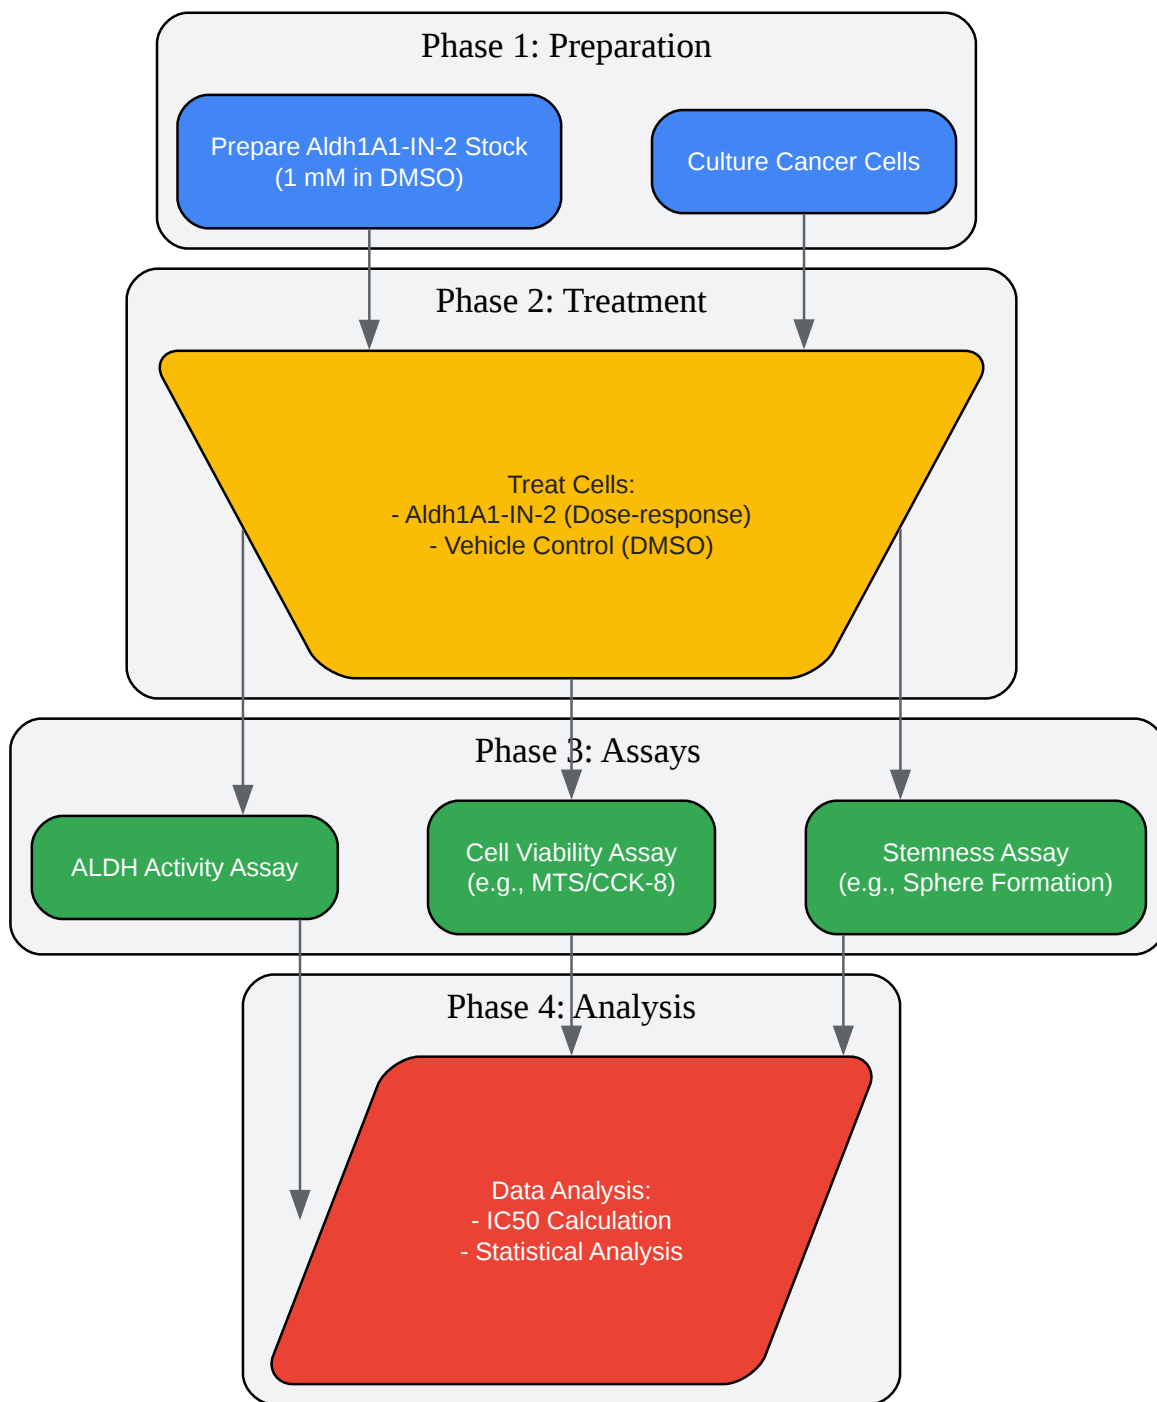 Phase 1: Preparation
Prepare Aldh1A1-IN-2 Stock
(1 mM in DMSO)
Culture Cancer Cells
Phase 2: Treatment
Treat Cells:
- Aldh1A1-IN-2 (Dose-response)
- Vehicle Control (DMSO)
Phase 3: Assays
ALDH Activity Assay
Cell Viability Assay
(e.g., MTS/CCK-8)
Stemness Assay
(e.g., Sphere Formation)
Phase 4: Analysis
Data Analysis:
- IC50 Calculation
- Statistical Analysis